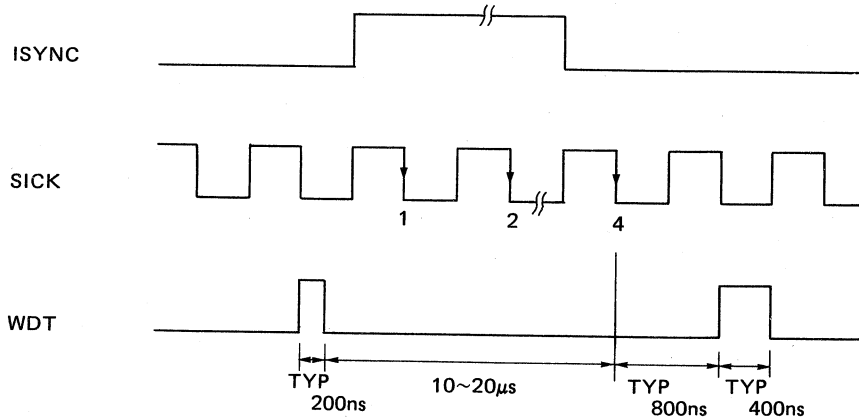 ISYNC
SICK
1 2 4
WDT
TYP 200ns
10~20μs
TYP 800ns
TYP 400ns